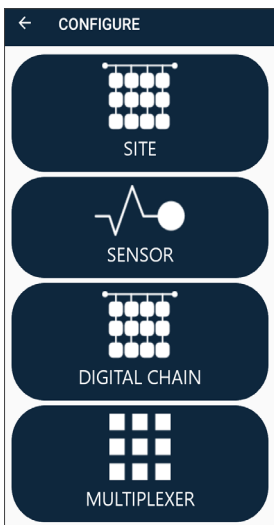 CONFIGURE
SITE
SENSOR
DIGITAL CHAIN
MULTIPLEXER